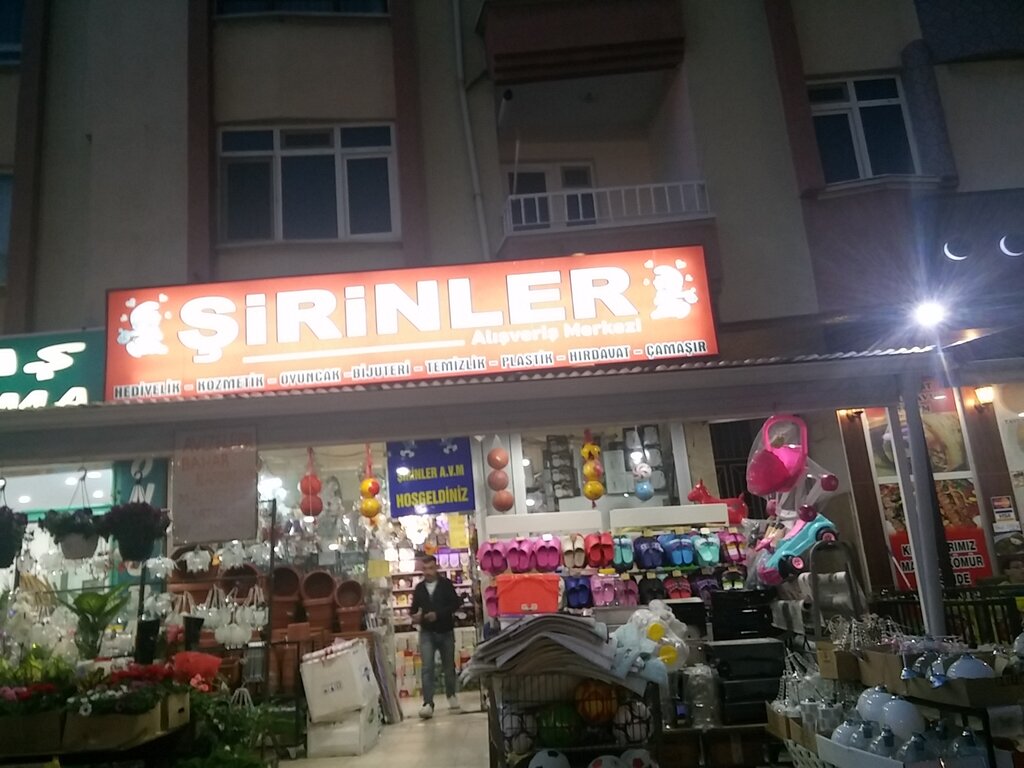 ŞİRİNLER
Alışveriş Merkezi
HEDİYELİK - KOZMETİK - OYUNCAK - BİJUTERİ - TEMİZLİK - PLASTİK - HIRDAVAT - ÇAMAŞIR
ŞİRİNLER A.V.M
HOŞGELDİNİZ